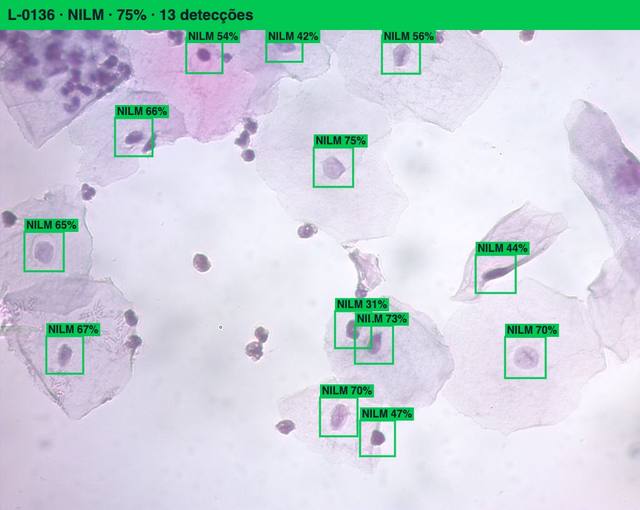 L-0136 · NILM · 75% · 13 detecções
NILM 54%
NILM 42%
NILM 56%
NILM 66%
NILM 75%
NILM 65%
NILM 44%
NILM 31%
NILM 73%
NILM 67%
NILM 70%
NILM 70%
NILM 47%